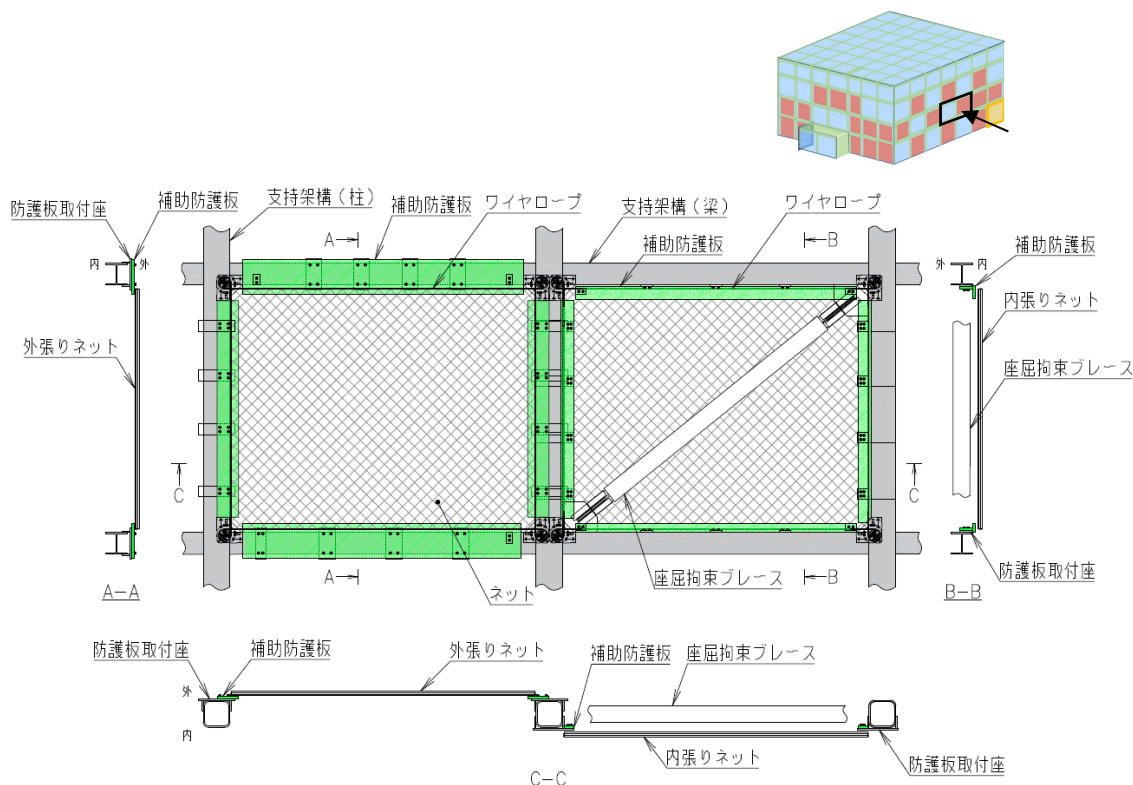 防護板取付座
補助防護板
支持架構（柱）
補助防護板
ワイヤロープ
支持架構（梁）
ワイヤロープ
A
B
補助防護板
補助防護板
内
外
外
内
内張りネット
外張りネット
座屈拘束ブレース
C
C
A
B
座屈拘束ブレース
ネット
防護板取付座
A−A
B−B
防護板取付座
補助防護板
外張りネット
補助防護板
座屈拘束ブレース
外
内
内張りネット
防護板取付座
C−C